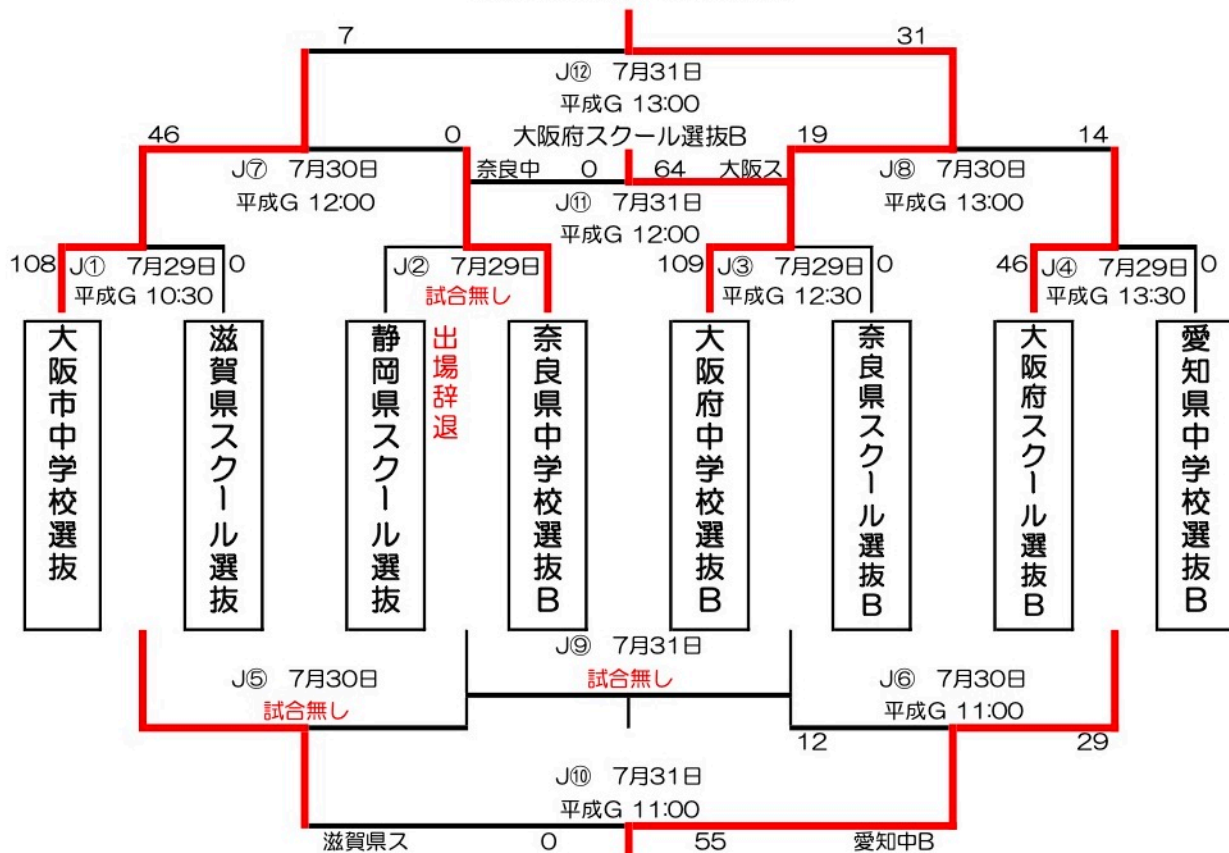 7 31
J⑫ 7月31日
平成G 13:00
大阪府スクール選抜B
46 0 19 14
J⑦ 7月30日
平成G 12:00
奈良中 0 64 大阪ス
J⑪ 7月31日
平成G 12:00
J⑧ 7月30日
平成G 13:00
108 J① 7月29日 0
平成G 10:30
J② 7月29日
試合無し
109 J③ 7月29日 0
平成G 12:30
46 J④ 7月29日 0
平成G 13:30
大阪市中学校選抜
滋賀県スクール選抜
静岡県スクール選抜
出場辞退
奈良県中学校選抜B
大阪府中学校選抜B
奈良県スクール選抜B
大阪府スクール選抜B
愛知県中学校選抜B
J⑨ 7月31日
試合無し
J⑤ 7月30日
試合無し
J⑥ 7月30日
平成G 11:00
12 29
J⑩ 7月31日
平成G 11:00
滋賀県ス 0 55 愛知中B